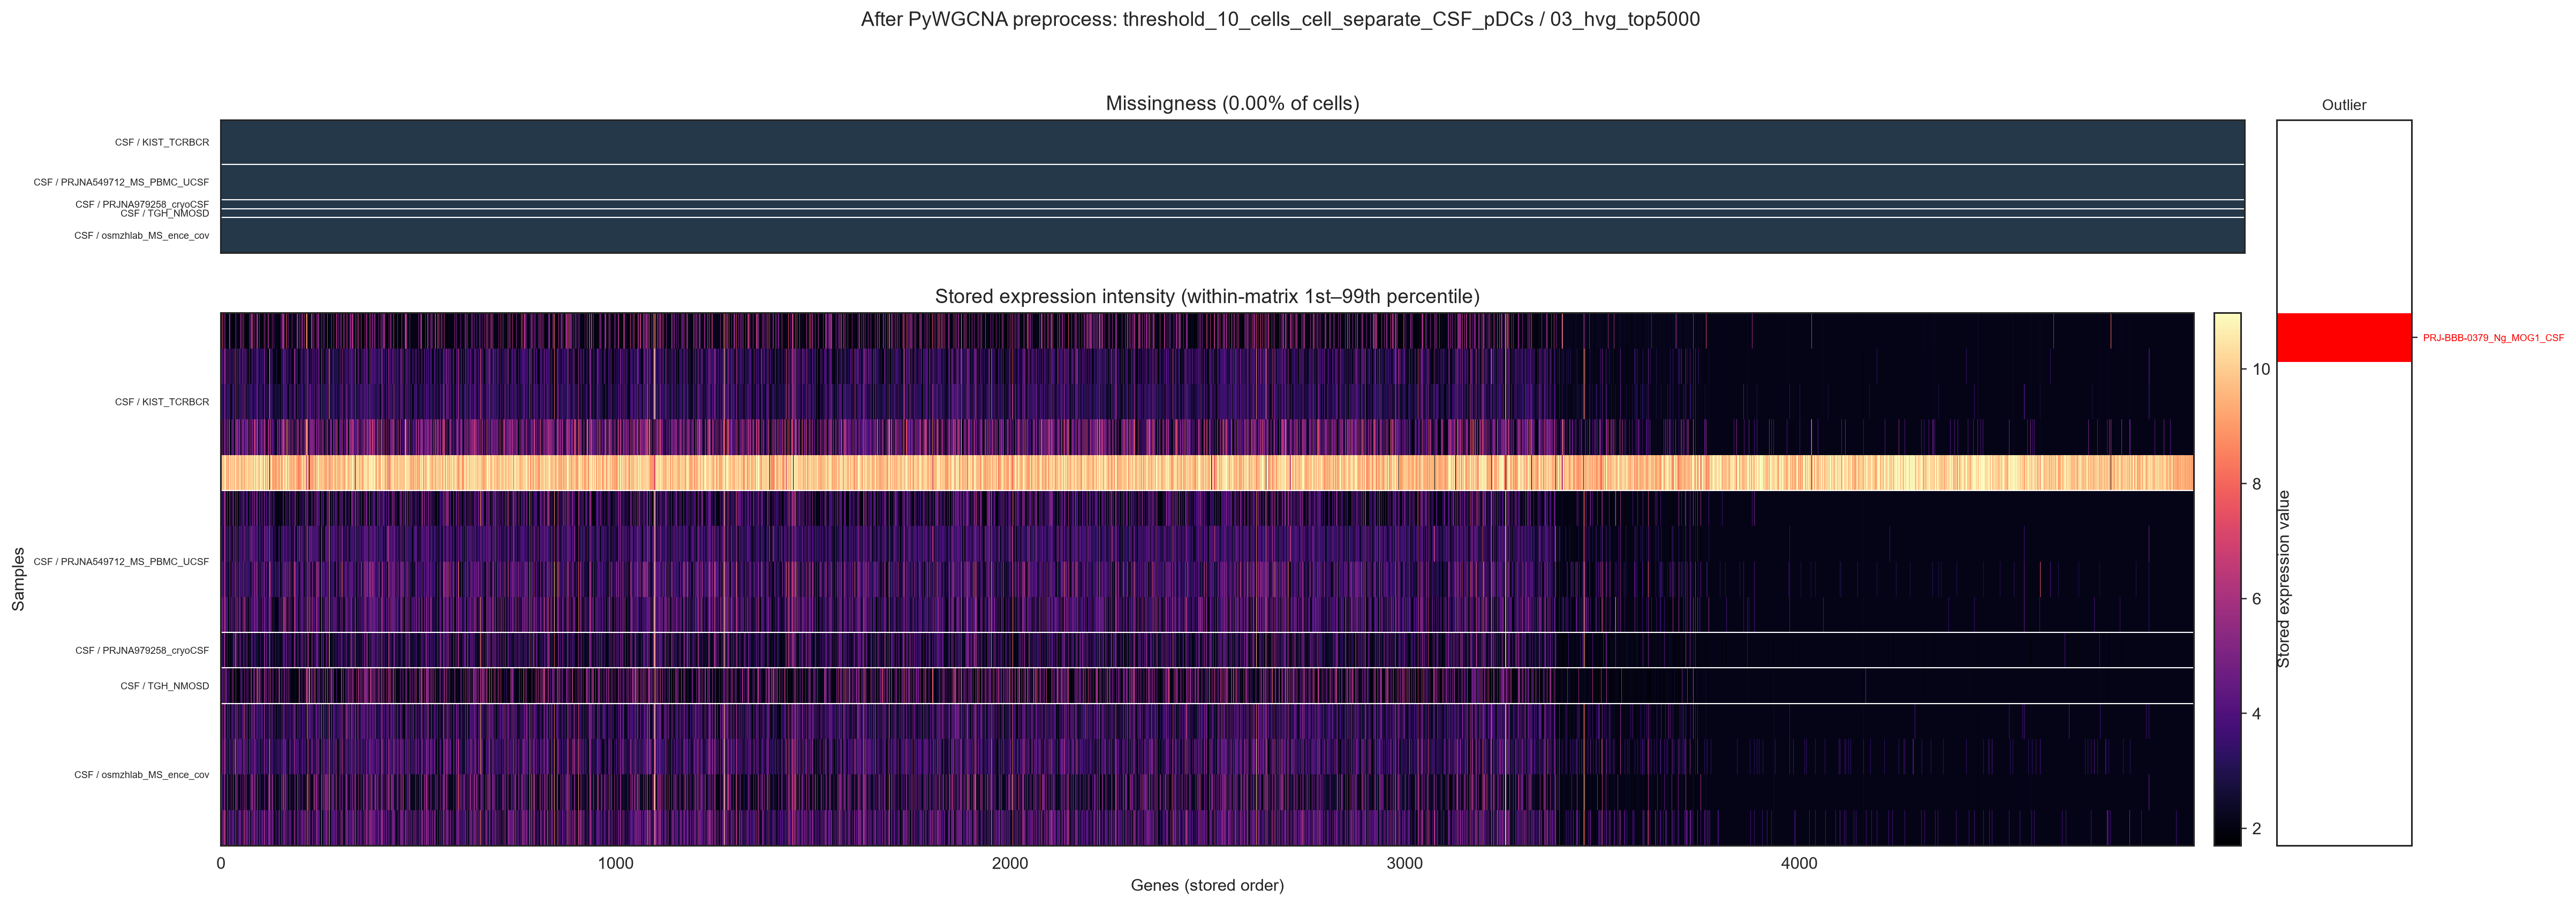 After PyWGCNA preprocess: threshold_10_cells_cell_separate_CSF_pDCs / 03_hvg_top5000
Missingness (0.00% of cells)
Outlier
CSF / KIST_TCRBCR
CSF / PRJNA549712_MS_PBMC_UCSF
CSF / PRJNA979258_cryoCSF
CSF / TGH_NMOSD
CSF / osmzhlab_MS_ence_cov
Stored expression intensity (within-matrix 1st–99th percentile)
PRJ-BBB-0379_Ng_MOG1_CSF
Samples
CSF / KIST_TCRBCR
CSF / PRJNA549712_MS_PBMC_UCSF
CSF / PRJNA979258_cryoCSF
CSF / TGH_NMOSD
CSF / osmzhlab_MS_ence_cov
10
8
6
4
2
Stored expression value
0
1000
2000
3000
4000
Genes (stored order)